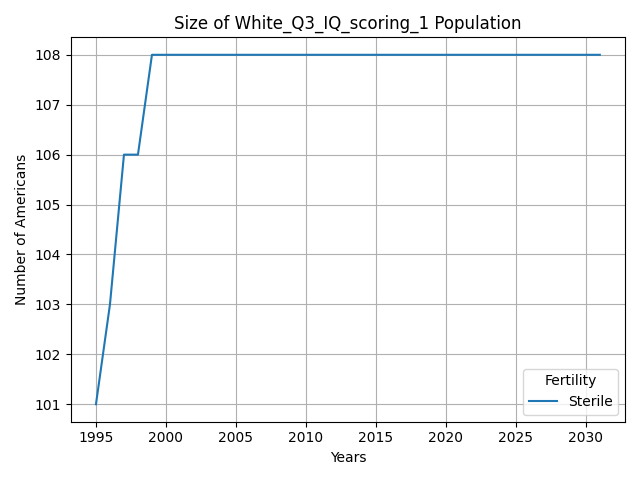 Size of White_Q3_IQ_scoring_1 Population
Number of Americans
108
107
106
105
104
103
102
101
Fertility
Sterile
1995 2000 2005 2010 2015 2020 2025 2030
Years